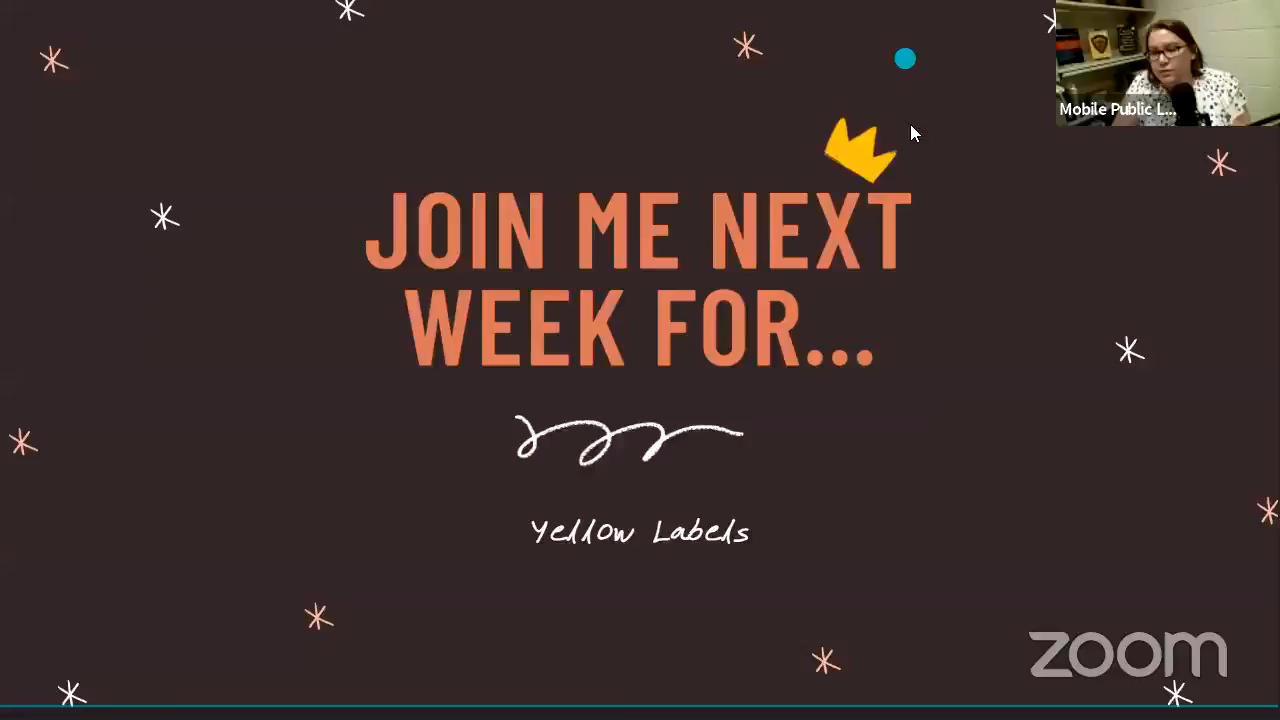 Mobile Public L...
JOIN ME NEXT
WEEK FOR...
Yellow Labels
zoom